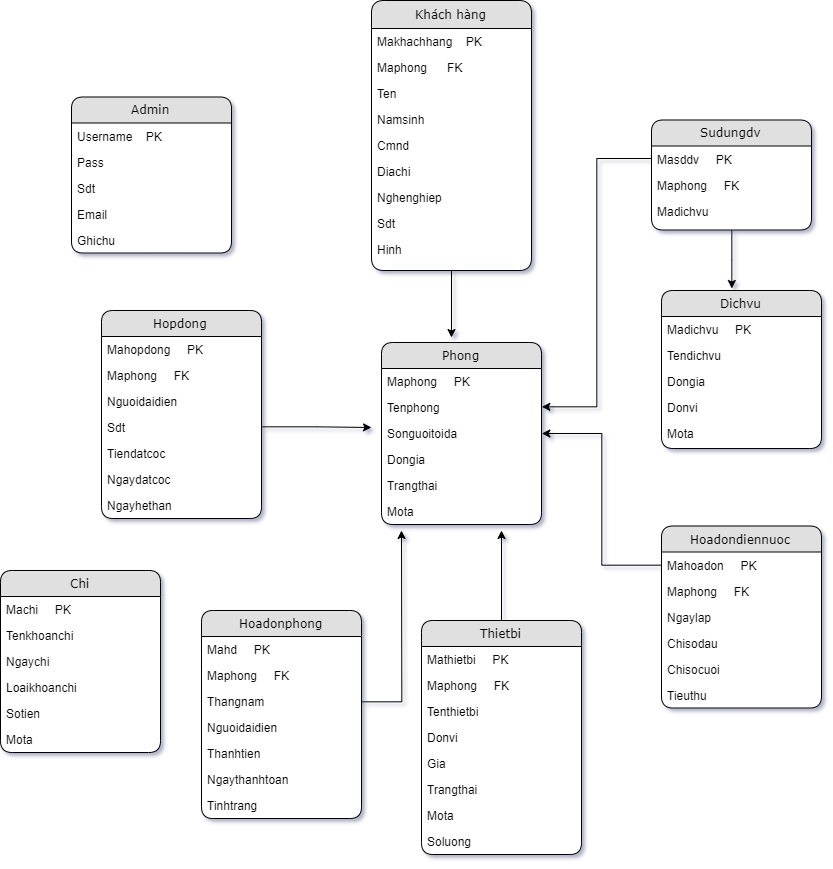 Khách hàng
Makhachhang PK
Maphong FK
Ten
Namsinh
Cmnd
Diachi
Nghenghiep
Sdt
Hinh
Admin
Username PK
Pass
Sdt
Email
Ghichu
Sudungdv
Masddv PK
Maphong FK
Madichvu
Dichvu
Madichvu PK
Tendichvu
Dongia
Donvi
Mota
Hopdong
Mahopdong PK
Maphong FK
Nguoidaidien
Sdt
Tiendatcoc
Ngaydatcoc
Ngayhethan
Phong
Maphong PK
Tenphong
Songuoitoida
Dongia
Trangthai
Mota
Hoadondiennuoc
Mahoadon PK
Maphong FK
Ngaylap
Chisodau
Chisocuoi
Tieuthu
Chi
Machi PK
Tenkhoanchi
Ngaychi
Loaikhoanchi
Sotien
Mota
Hoadonphong
Mahd PK
Maphong FK
Thangnam
Nguoidaidien
Thanhtien
Ngaythanhtoan
Tinhtrang
Thietbi
Mathietbi PK
Maphong FK
Tenthietbi
Donvi
Gia
Trangthai
Mota
Soluong